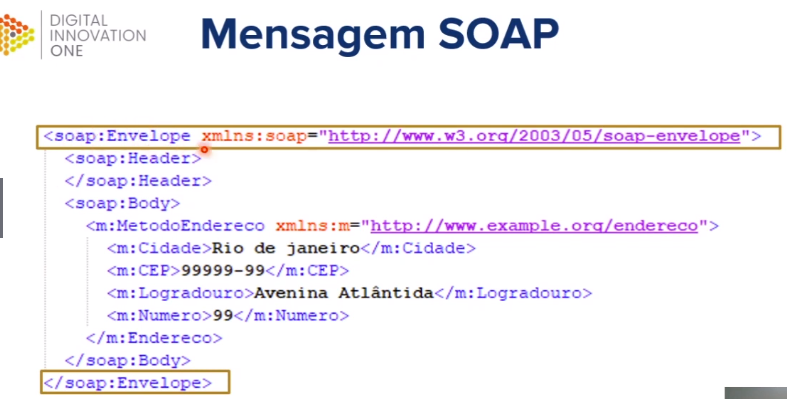 DIGITAL
INNOVATION
ONE
Mensagem SOAP
<soap:Envelope xmlns:soap="http://www.w3.org/2003/05/soap-envelope">
<soap:Header>
</soap:Header>
<soap:Body>
<m:MetodoEndereco xmlns:m="http://www.example.org/endereco">
<m:Cidade>Rio de janeiro</m:Cidade>
<m:CEP>99999-99</m:CEP>
<m:Logradouro>Avenina Atlântida</m:Logradouro>
<m:Numero>99</m:Numero>
</m:Endereco>
</soap:Body>
</soap:Envelope>